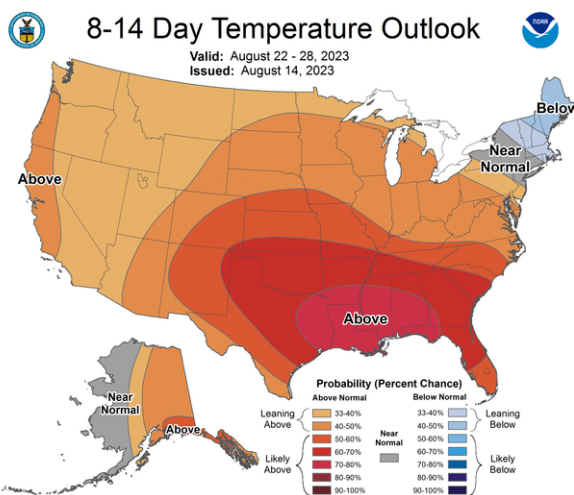 8-14 Day Temperature Outlook
NOAA
Valid: August 22 - 28, 2023
Issued: August 14, 2023
Below
Near
Normal
Above
Above
Near
Normal
Above
Probability (Percent Chance)
Above Normal
Below Normal
Leaning
Above
33-40%
40-50%
50-60%
60-70%
70-80%
80-90%
90-100%
Likely
Above
Near
Normal
33-40%
40-50%
50-60%
60-70%
70-80%
80-90%
90-100%
Leaning
Below
Likely
Below